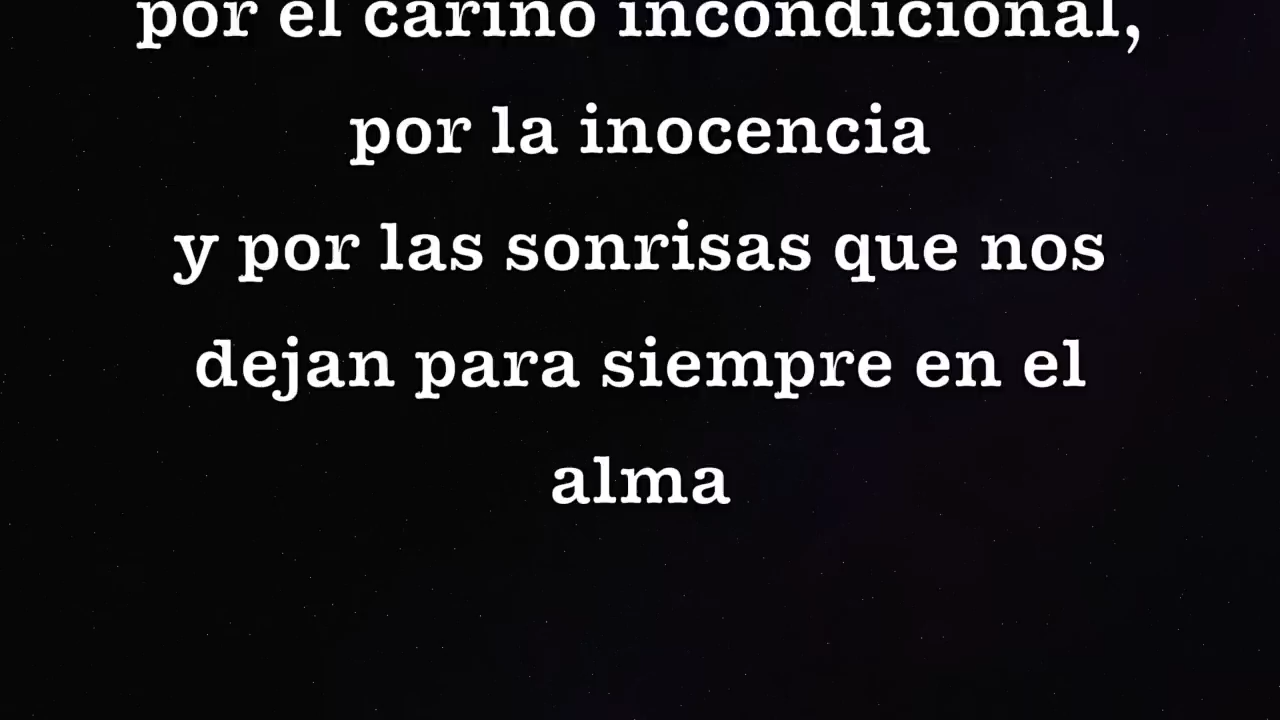 por el cariño incondicional,
por la inocencia
y por las sonrisas que nos
dejan para siempre en el
alma